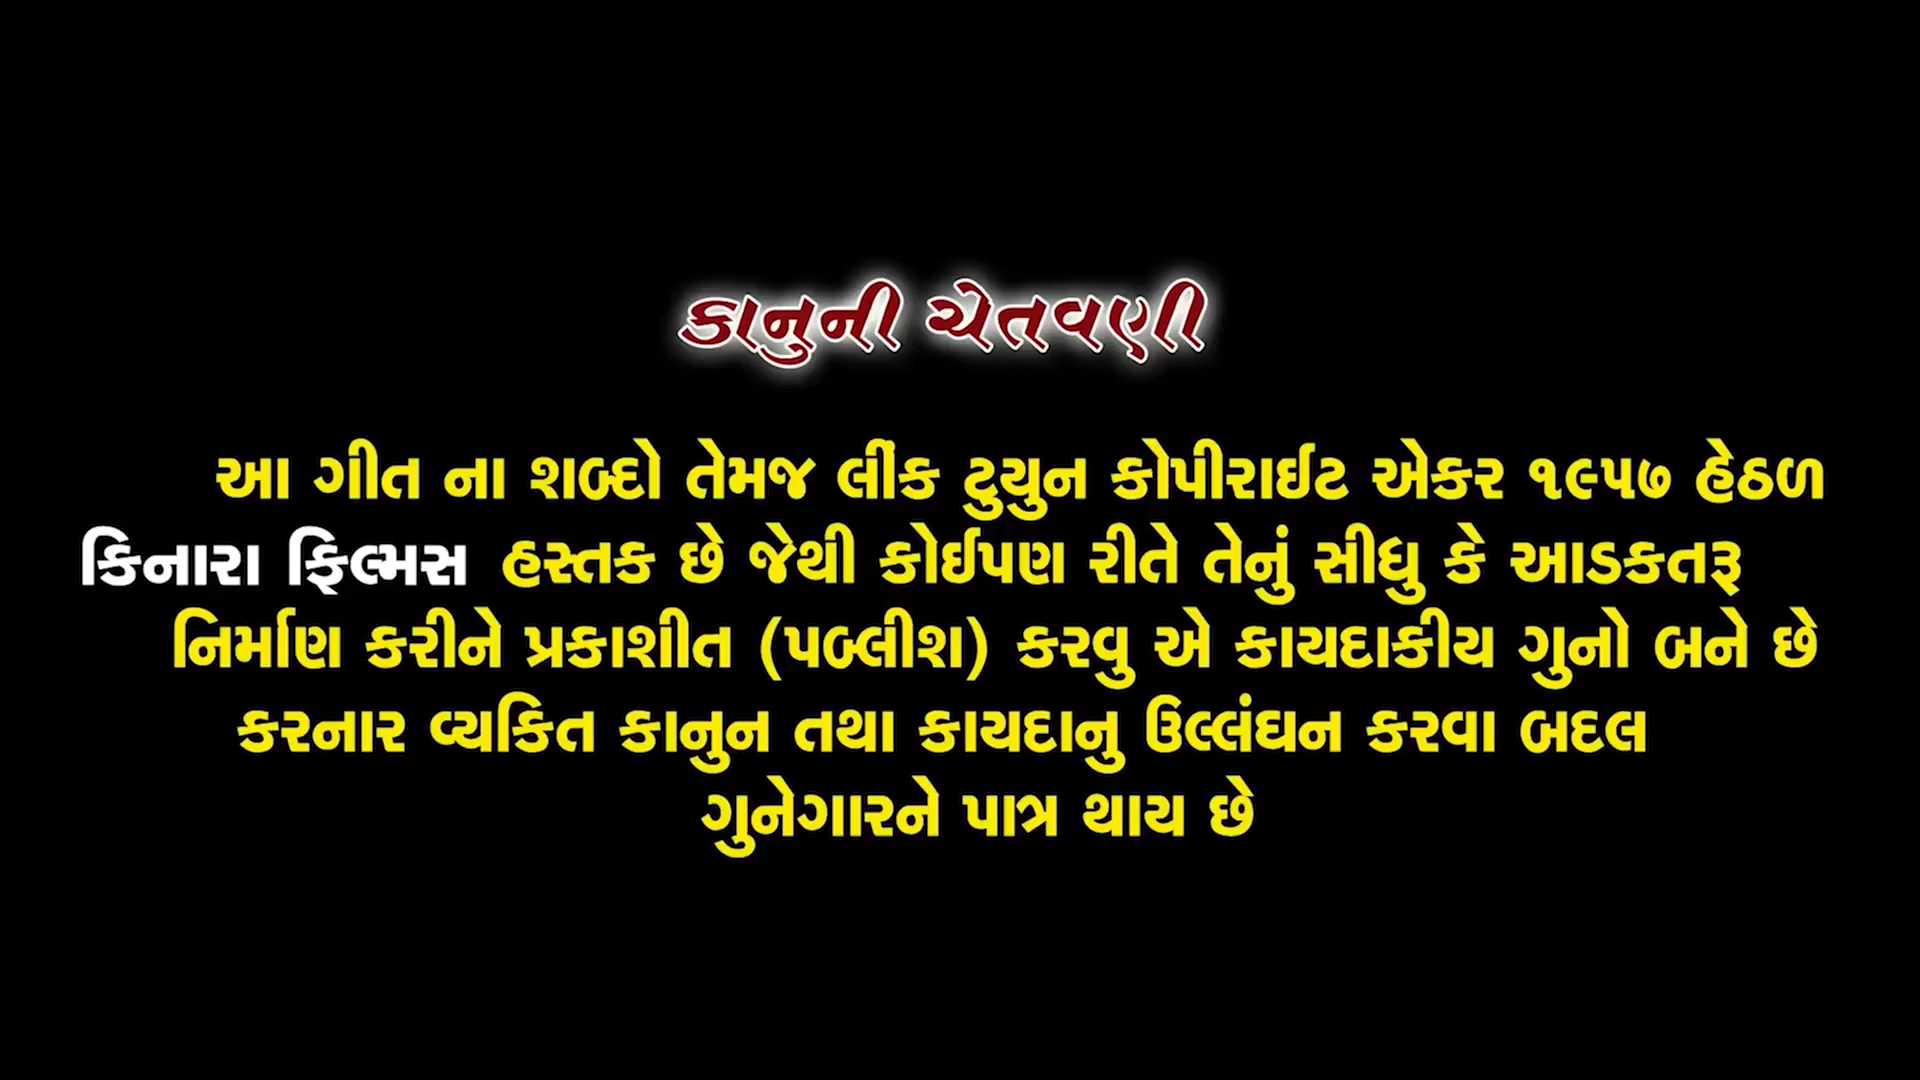 કાનુની ચેતવણી
આ ગીત ના શબ્દો તેમજ લીંક ટ્યુન કોપીરાઈટ એકર ૧૯૫૭ હેઠળ
કિનારા ફિલ્મસ હસ્તક છે જેથી કોઈપણ રીતે તેનું સીધુ કે આડકતરૂ
નિર્માણ કરીને પ્રકાશીત (પબ્લીશ) કરવુ એ કાયદાકીય ગુનો બને છે
કરનાર વ્યકિત કાનુન તથા કાયદાનુ ઉલ્લંઘન કરવા બદલ
ગુનેગારને પાત્ર થાય છે